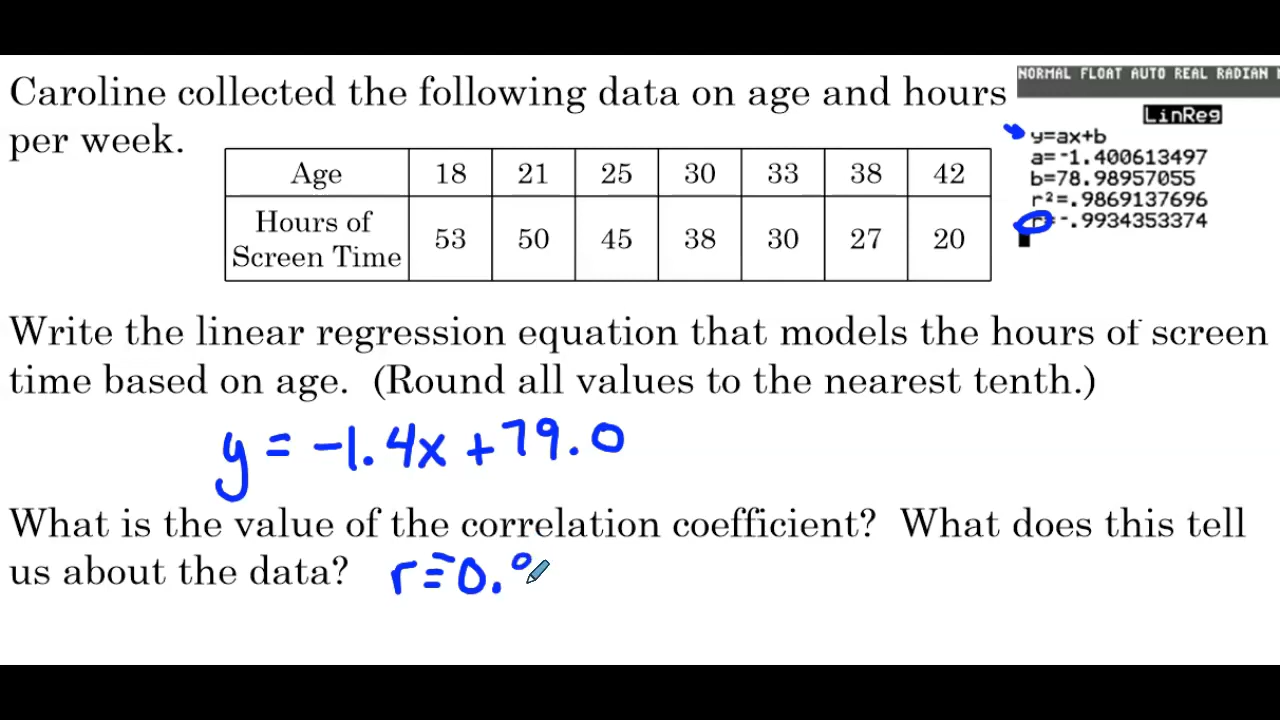 Caroline collected the following data on age and hours
per week.
NORMAL FLOAT AUTO REAL RADIAN
LinReg
y=ax+b
a=-1.400613497
b=78.98957055
r²=.9869137696
r=-.9934353374
Age 18 21 25 30 33 38 42
Hours of
Screen Time 53 50 45 38 30 27 20
Write the linear regression equation that models the hours of screen
time based on age. (Round all values to the nearest tenth.)
y = -1.4x + 79.0
What is the value of the correlation coefficient? What does this tell
us about the data? r=-0.